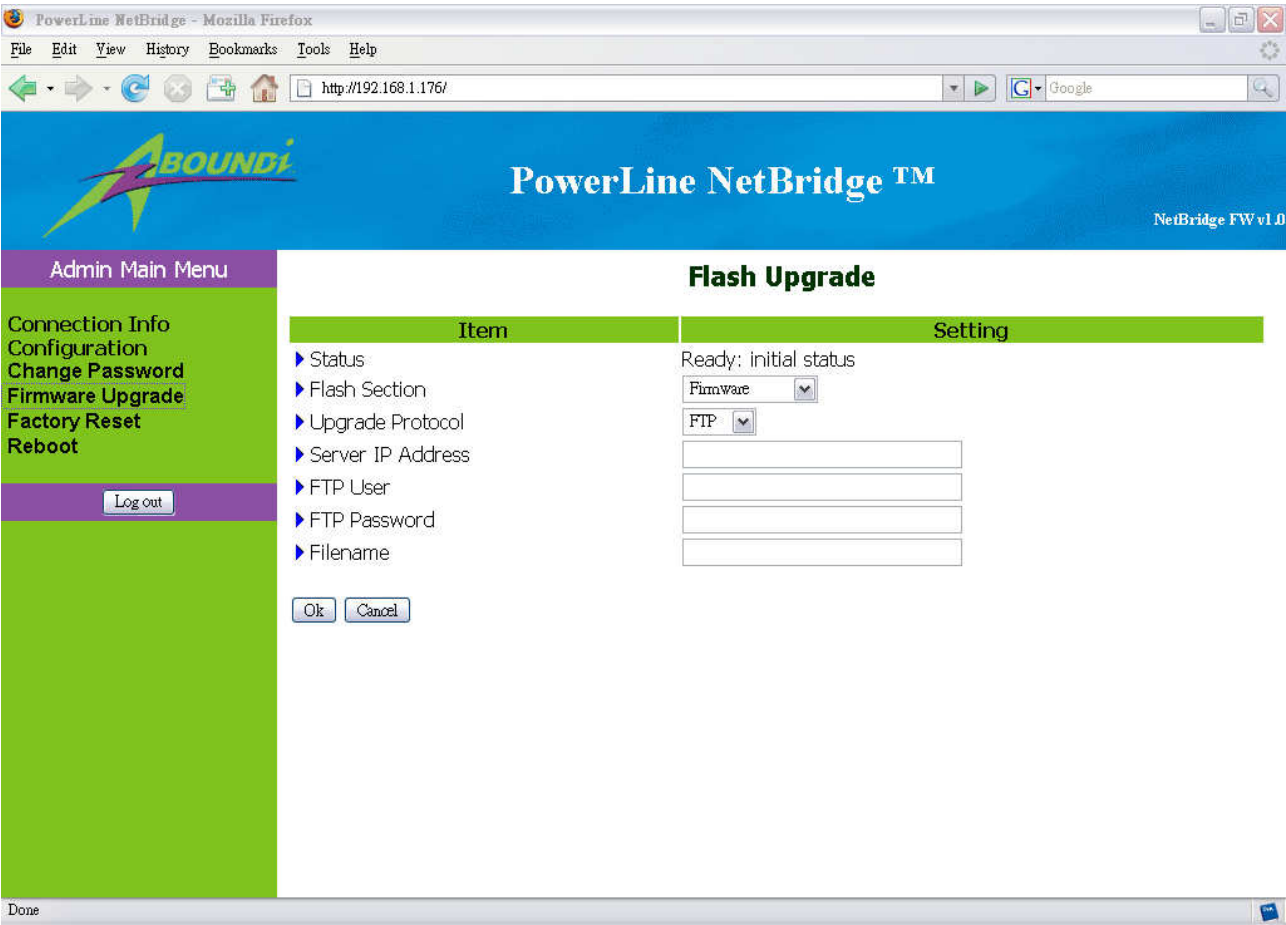 PowerLine NetBridge - Mozilla Firefox
File Edit View History Bookmarks Tools Help
http://192.168.1.176/
G Google
ABOUNDi
PowerLine NetBridge ™
NetBridge FW v1.0
Admin Main Menu
Connection Info
Configuration
Change Password
Firmware Upgrade
Factory Reset
Reboot
Log out
Flash Upgrade
Item Setting
Status Ready: initial status
Flash Section Firmware
Upgrade Protocol FTP
Server IP Address
FTP User
FTP Password
Filename
Ok Cancel
Done